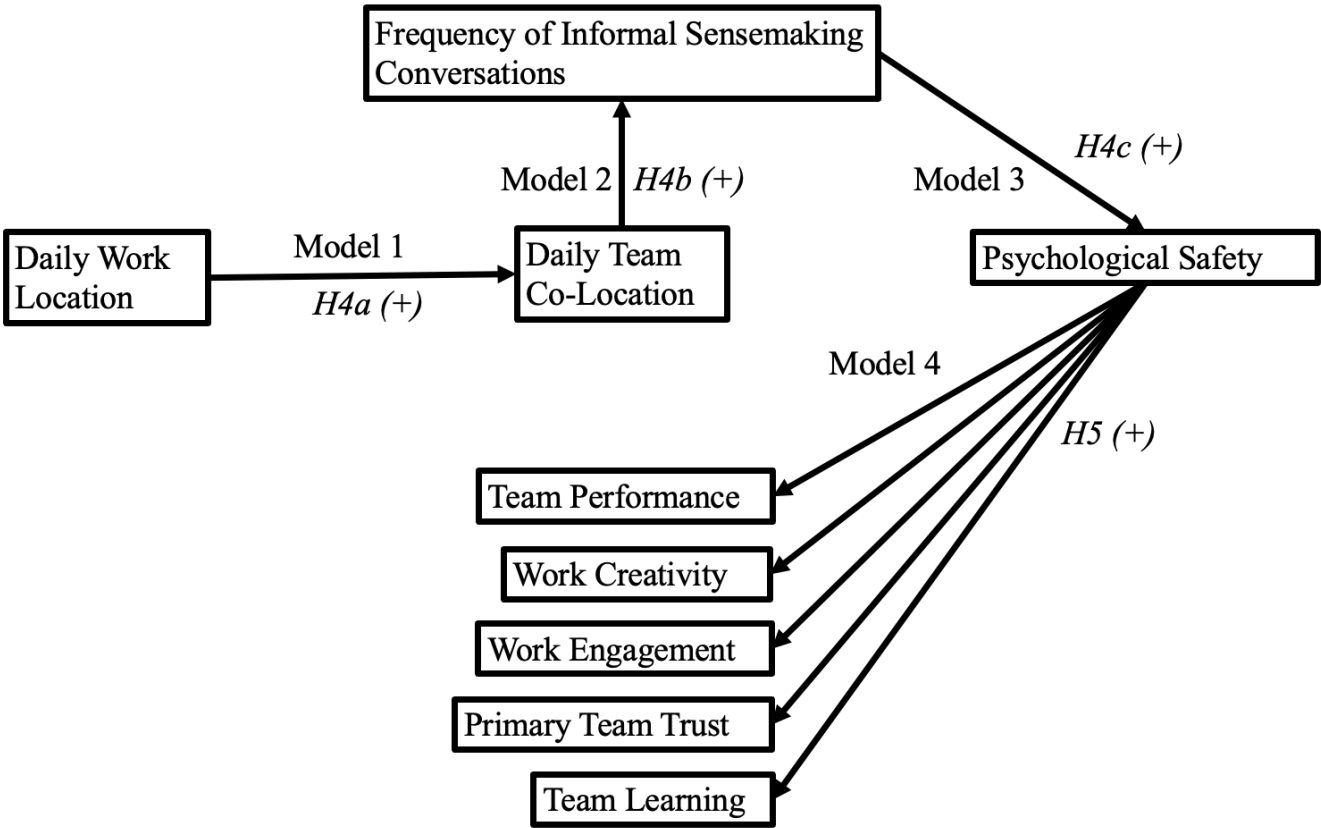 Frequency of Informal Sensemaking
Conversations
H4c (+)
Model 2 H4b (+)
Model 3
Daily Work
Location
Model 1
H4a (+)
Daily Team
Co-Location
Psychological Safety
Model 4
H5 (+)
Team Performance
Work Creativity
Work Engagement
Primary Team Trust
Team Learning